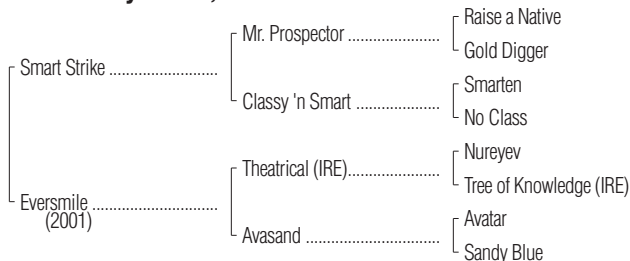 Raise a Native
Mr. Prospector ....................
Gold Digger
Smart Strike ........................
Smarten
Classy 'n Smart ..................
No Class
Nureyev
Theatrical (IRE)....................
Tree of Knowledge (IRE)
Eversmile ............................
(2001)
Avatar
Avasand .............................
Sandy Blue